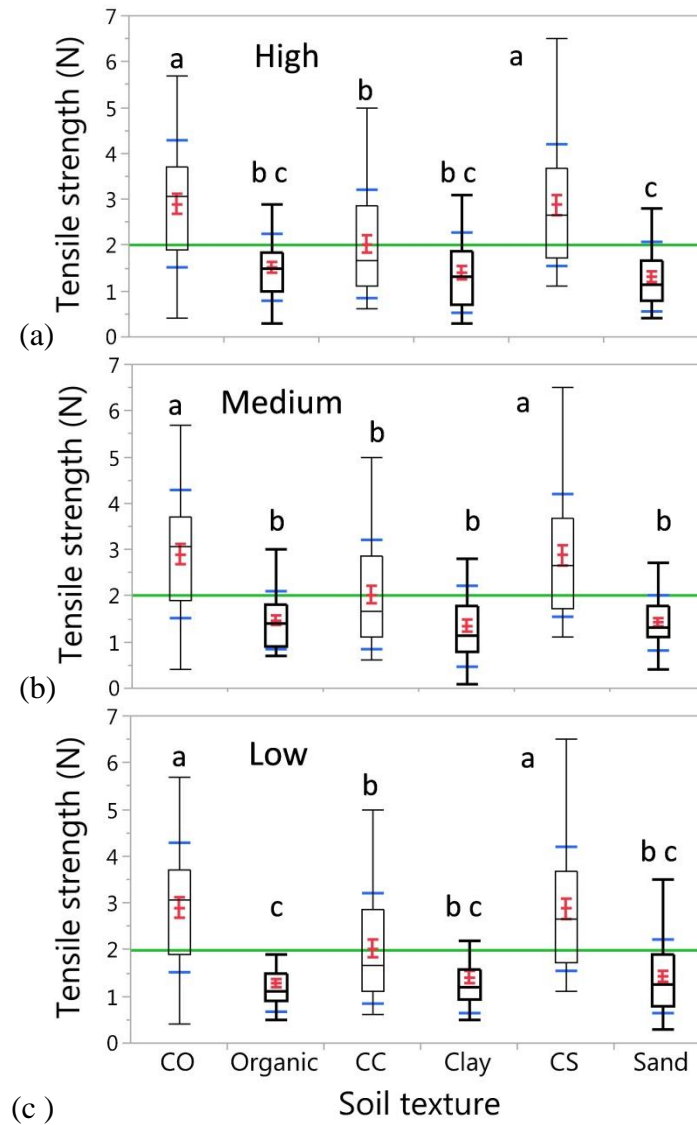 7
6
5
4
3
2
1
0
Tensile strength (N)
High
a
b c
b
b c
a
c
(a)
7
6
5
4
3
2
1
0
Tensile strength (N)
Medium
a
b
b
b
a
b
(b)
7
6
5
4
3
2
1
0
Tensile strength (N)
Low
a
c
b
b c
a
b c
CO Organic CC Clay CS Sand
(c )
Soil texture